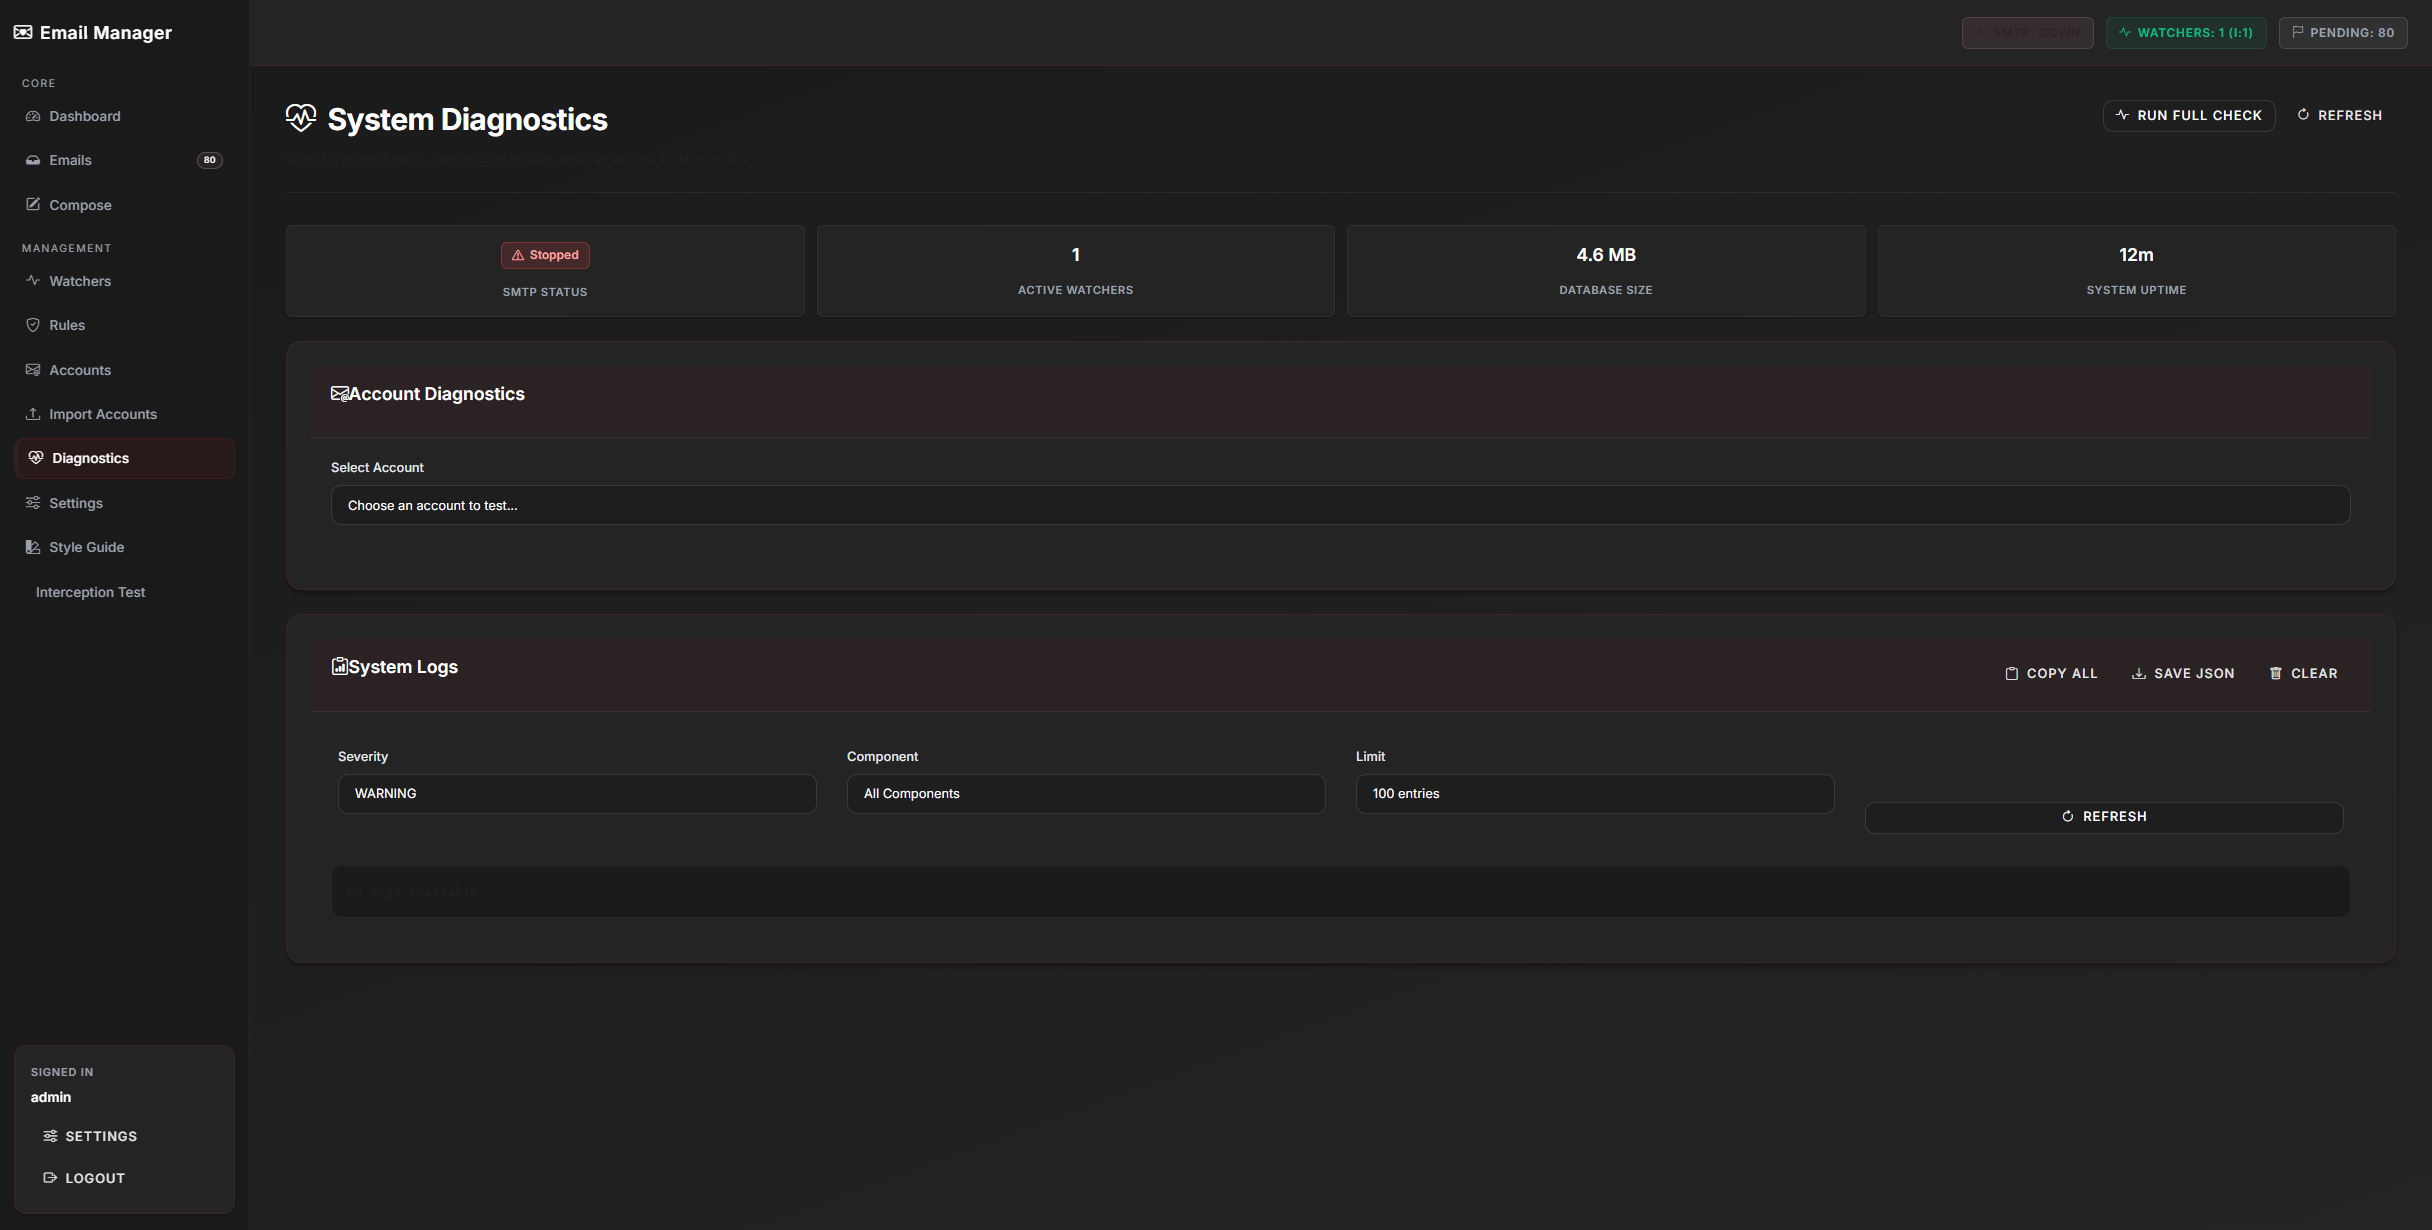 Email Manager
SMTP: DOWN
WATCHERS: 1 (I:1)
PENDING: 80
CORE
Dashboard
Emails
80
Compose
MANAGEMENT
Watchers
Rules
Accounts
Import Accounts
Diagnostics
Settings
Style Guide
Interception Test
SIGNED IN
admin
SETTINGS
LOGOUT
System Diagnostics
RUN FULL CHECK
REFRESH
Check system health, connection status, and run account diagnostics.
Stopped
SMTP STATUS
1
ACTIVE WATCHERS
4.6 MB
DATABASE SIZE
12m
SYSTEM UPTIME
Account Diagnostics
Select Account
Choose an account to test...
System Logs
COPY ALL
SAVE JSON
CLEAR
Severity
WARNING
Component
All Components
Limit
100 entries
REFRESH
No logs available